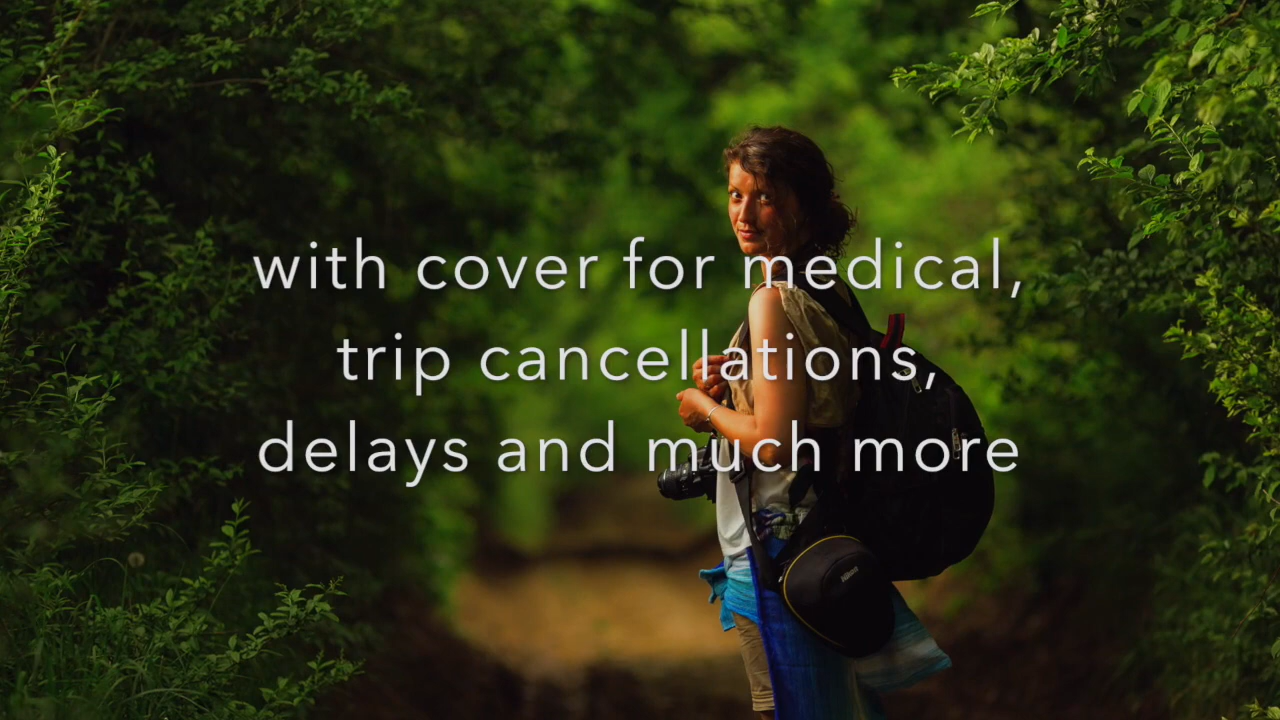 with cover for medical,
trip cancellations,
delays and much more